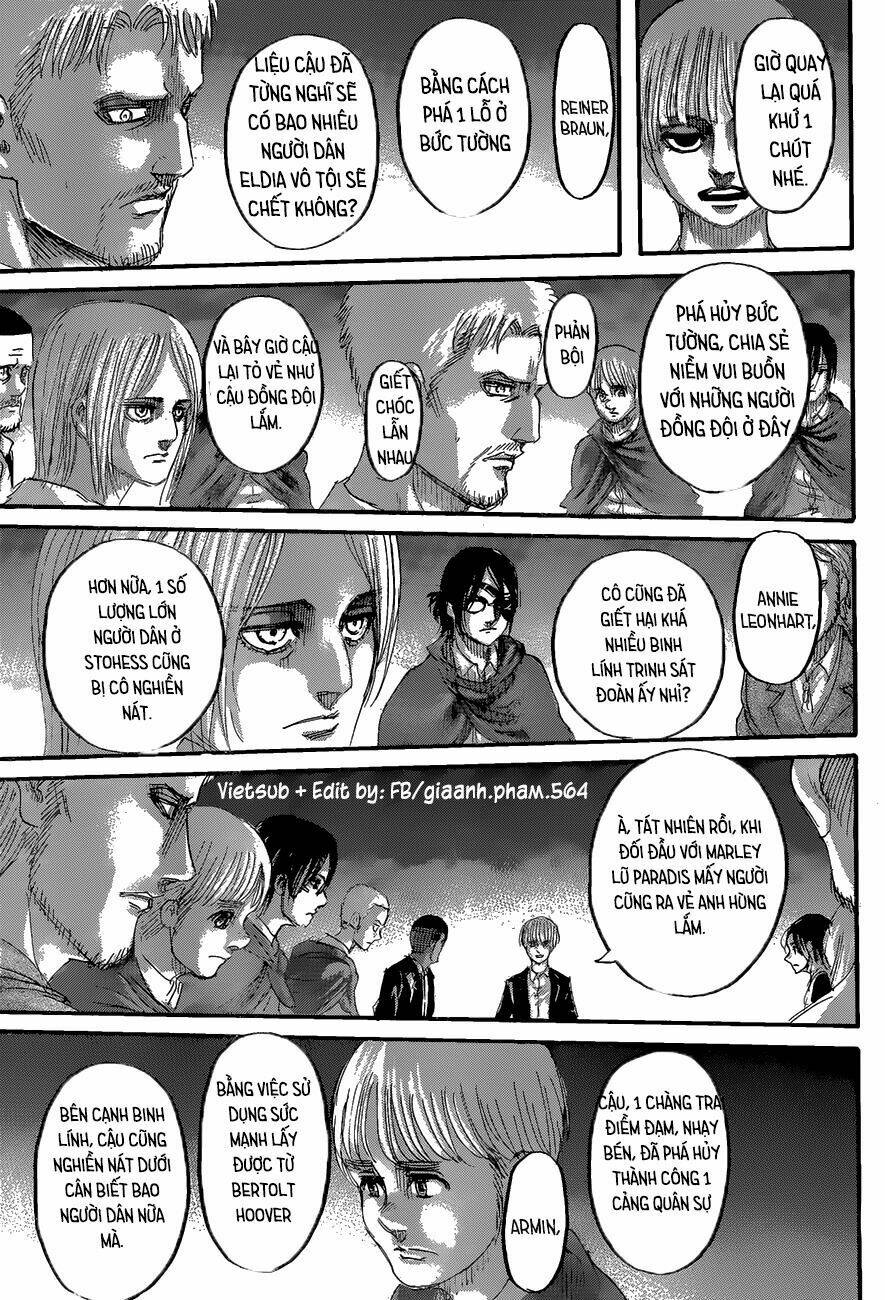 GIỜ QUAY
LẠI QUÁ
KHỨ 1
CHÚT
NHÉ.
REINER
BRAUN,
BẰNG CÁCH
PHÁ 1 LỖ Ở
BỨC TƯỜNG
LIỆU CẬU ĐÃ
TỪNG NGHĨ SẼ
CÓ BAO NHIÊU
NGƯỜI DÂN
ELDIA VÔ TỘI SẼ
CHẾT KHÔNG?
PHÁ HỦY BỨC
TƯỜNG, CHIA SẺ
NIỀM VUI BUỒN
VỚI NHỮNG NGƯỜI
ĐỒNG ĐỘI Ở ĐÂY
PHẢN
BỘI
GIẾT
CHÓC
LẪN
NHAU
VÀ BÂY GIỜ CẬU
LẠI TỎ VẺ NHƯ
CẬU ĐỒNG ĐỘI
LẮM.
ANNIE
LEONHART,
CÔ CŨNG ĐÃ
GIẾT HẠI KHÁ
NHIỀU BINH
LÍNH TRINH SÁT
ĐOÀN ẤY NHỈ?
HƠN NỮA, 1 SỐ
LƯỢNG LỚN
NGƯỜI DÂN Ở
STOHESS CŨNG
BỊ CÔ NGHIỀN
NÁT.
Vietsub + Edit by: FB/giaanh.pham.564
À, TÁT NHIÊN RỒI, KHI
ĐỐI ĐẦU VỚI MARLEY
LŨ PARADIS MẤY NGƯỜI
CŨNG RA VẺ ANH HÙNG
LẮM.
CẬU, 1 CHÀNG TRAI
ĐIỀM ĐẠM, NHẠY
BÉN, ĐÃ PHÁ HỦY
THÀNH CÔNG 1
CẢNG QUÂN SỰ
ARMIN,
BẰNG VIỆC SỬ
DỤNG SỨC
MẠNH LẤY
ĐƯỢC TỪ
BERTOLT
HOOVER
BÊN CẠNH BINH
LÍNH, CẬU CŨNG
NGHIỀN NÁT DƯỚI
CÂN BIẾT BAO
NGƯỜI DÂN NỮA
MÀ.